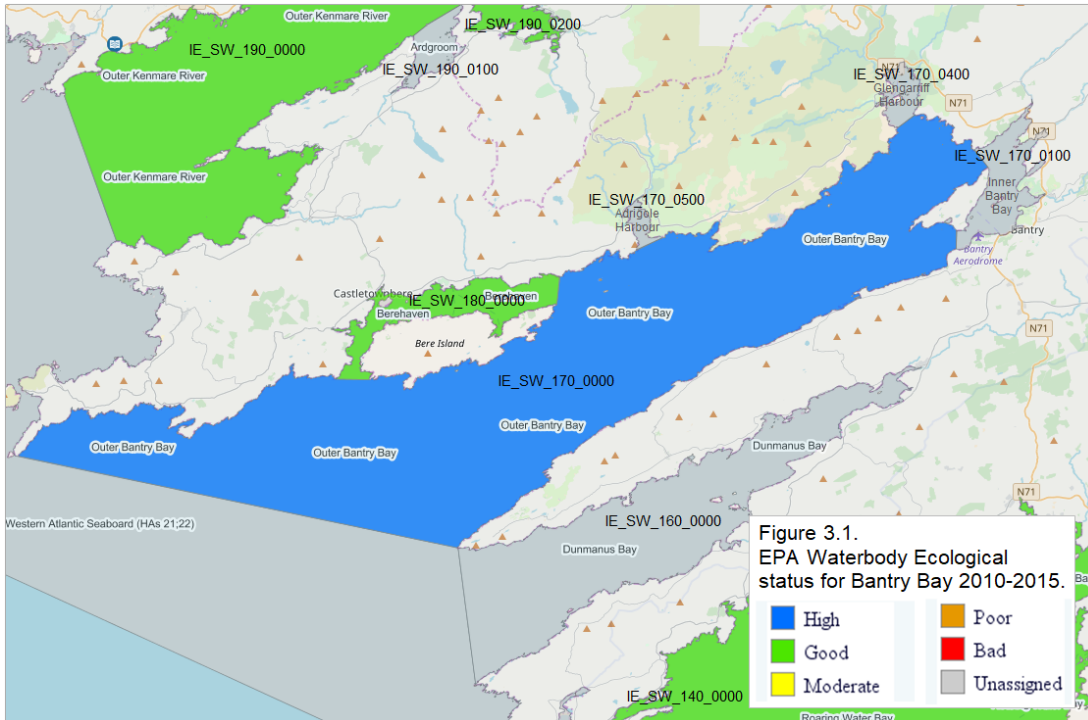 Outer Kenmare River
IE_SW_190_0200
IE_SW_190_0000
Ardgroom
IE_SW_190_0100
Outer Kenmare River
N71
IE_SW_170_0400
Glengarriff
Harbour
N71
N71
IE_SW_170_0100
Outer Kenmare River
Inner
Bantry
Bay
IE_SW_170_0500
Adrigole
Harbour
Bantry
Outer Bantry Bay
Bantry
Aerodrome
Castletownbere
IE_SW_180_0000
Berehaven
Berehaven
Outer Bantry Bay
N71
Bere Island
IE_SW_170_0000
Outer Bantry Bay
Outer Bantry Bay
Outer Bantry Bay
Dunmanus Bay
N71
Western Atlantic Seaboard (HAs 21;22)
IE_SW_160_0000
Dunmanus Bay
Figure 3.1.
EPA Waterbody Ecological
status for Bantry Bay 2010-2015.
High
Poor
Good
Bad
Moderate
Unassigned
IE_SW_140_0000
Roaring Water Bay